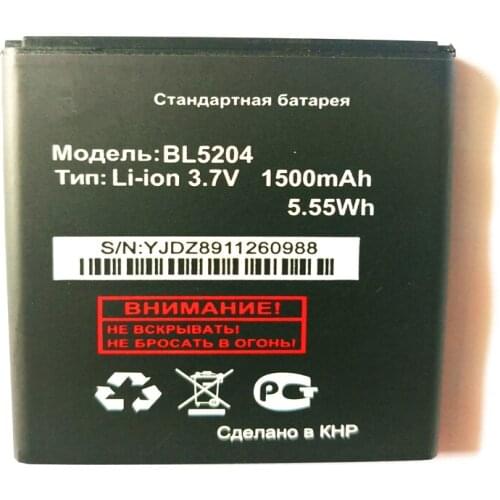 Стандартная батарея
Модель:BL5204
Тип: Li-ion 3.7V 1500mAh
5.55Wh
S/N:YJDZ8911260988
ВНИМАНИЕ!
НЕ ВСКРЫВАТЬ!
НЕ БРОСАТЬ В ОГОНЬ!
Сделано в КНР